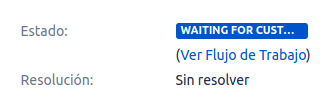 Estado: WAITING FOR CUST...
(Ver Flujo de Trabajo)
Resolución: Sin resolver